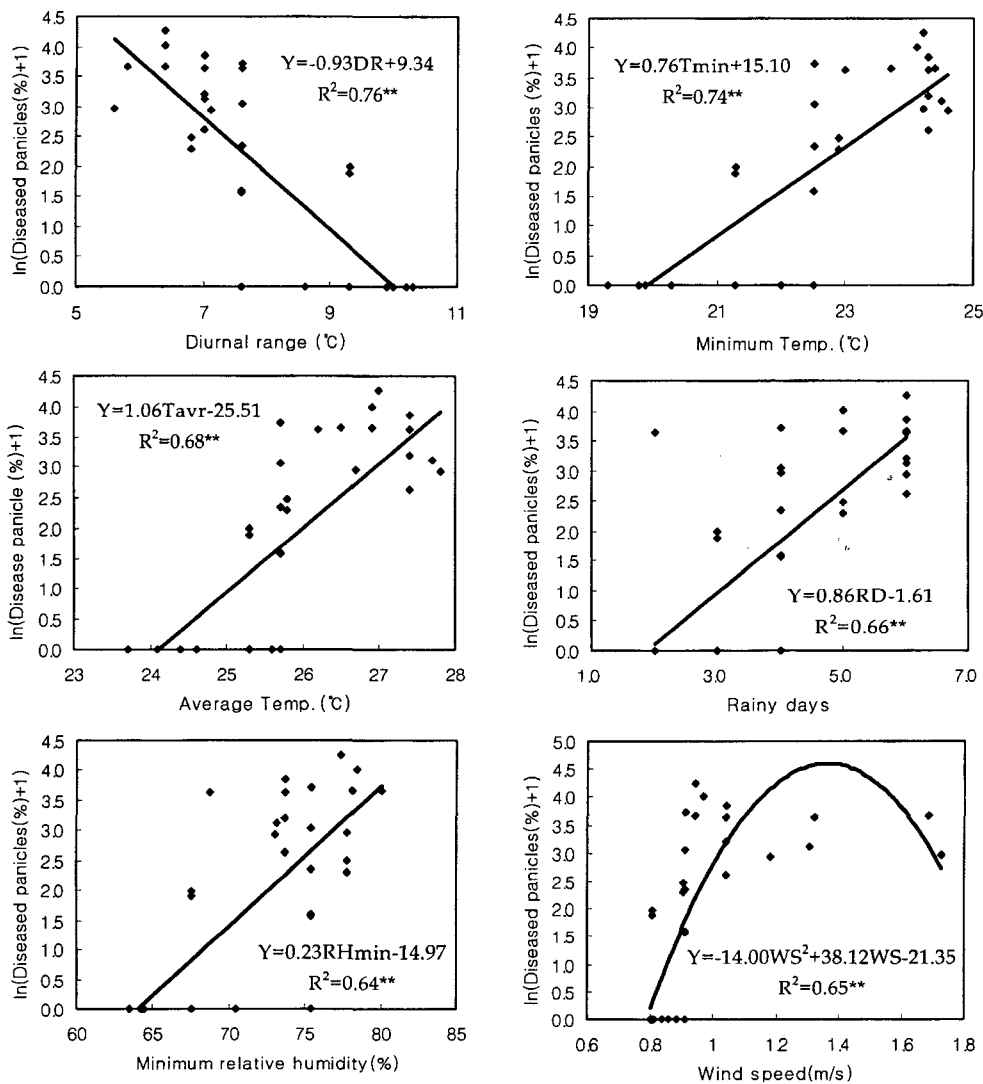 ln(Diseased panicles(%)+1)
4.5
4.0
3.5
3.0
2.5
2.0
1.5
1.0
0.5
0.0
Y=-0.93DR+9.34
R²=0.76**
5 7 9 11
Diurnal range (℃)
ln(Diseased panicles (%)+1)
4.5
4.0
3.5
3.0
2.5
2.0
1.5
1.0
0.5
0.0
Y=0.76Tmin+15.10
R²=0.74**
19 21 23 25
Minimum Temp. (℃)
ln(Disease panicle (%)+1)
4.5
4.0
3.5
3.0
2.5
2.0
1.5
1.0
0.5
0.0
Y=1.06Tavr-25.51
R²=0.68**
23 24 25 26 27 28
Average Temp. (℃)
ln(Diseased panicles(%)+1)
4.5
4.0
3.5
3.0
2.5
2.0
1.5
1.0
0.5
0.0
Y=0.86RD-1.61
R²=0.66**
1.0 3.0 5.0 7.0
Rainy days
ln(Diseased panicles(%)+1)
4.5
4.0
3.5
3.0
2.5
2.0
1.5
1.0
0.5
0.0
Y=0.23RHmin-14.97
R²=0.64**
60 65 70 75 80 85
Minimum relative humidity(%)
ln(Diseased panicles(%)+1)
5.0
4.5
4.0
3.5
3.0
2.5
2.0
1.5
1.0
0.5
0.0
Y=-14.00WS²+38.12WS-21.35
R²=0.65**
0.6 0.8 1 1.2 1.4 1.6 1.8
Wind speed(m/s)